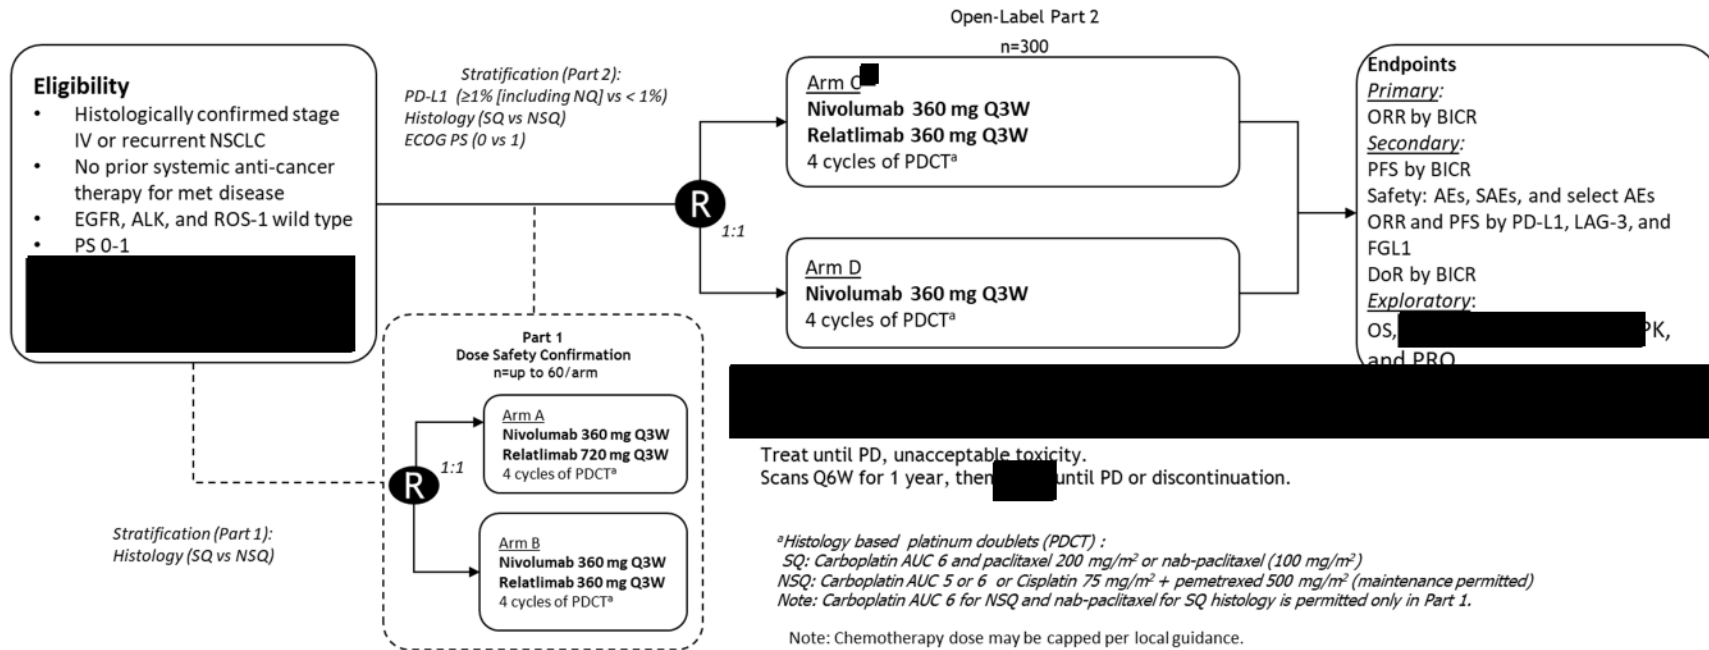 Eligibility
• Histologically confirmed stage
IV or recurrent NSCLC
• No prior systemic anti-cancer
therapy for met disease
• EGFR, ALK, and ROS-1 wild type
• PS 0-1
Stratification (Part 2):
PD-L1 (≥1% [including NQ] vs < 1%)
Histology (SQ vs NSQ)
ECOG PS (0 vs 1)
R
1:1
Open-Label Part 2
n=300
Arm C
Nivolumab 360 mg Q3W
Relatlimab 360 mg Q3W
4 cycles of PDCTᵃ
Arm D
Nivolumab 360 mg Q3W
4 cycles of PDCTᵃ
Endpoints
Primary:
ORR by BICR
Secondary:
PFS by BICR
Safety: AEs, SAEs, and select AEs
ORR and PFS by PD-L1, LAG-3, and
FGL1
DoR by BICR
Exploratory:
OS, PK,
and PRO
Stratification (Part 1):
Histology (SQ vs NSQ)
Part 1
Dose Safety Confirmation
n=up to 60/arm
R
1:1
Arm A
Nivolumab 360 mg Q3W
Relatlimab 720 mg Q3W
4 cycles of PDCTᵃ
Arm B
Nivolumab 360 mg Q3W
Relatlimab 360 mg Q3W
4 cycles of PDCTᵃ
Treat until PD, unacceptable toxicity.
Scans Q6W for 1 year, then until PD or discontinuation.
ᵃHistology based platinum doublets (PDCT) :
SQ: Carboplatin AUC 6 and paclitaxel 200 mg/m² or nab-paclitaxel (100 mg/m²)
NSQ: Carboplatin AUC 5 or 6 or Cisplatin 75 mg/m² + pemetrexed 500 mg/m² (maintenance permitted)
Note: Carboplatin AUC 6 for NSQ and nab-paclitaxel for SQ histology is permitted only in Part 1.
Note: Chemotherapy dose may be capped per local guidance.